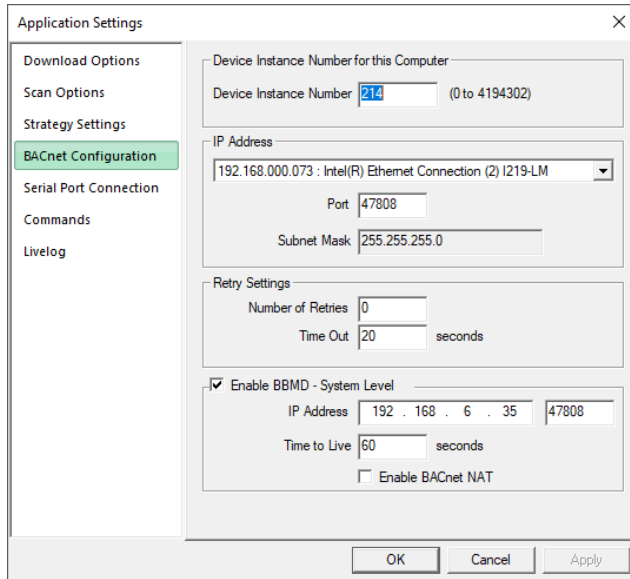 Application Settings
Download Options
Scan Options
Strategy Settings
BACnet Configuration
Serial Port Connection
Commands
Livelog
Device Instance Number for this Computer
Device Instance Number 214 (0 to 4194302)
IP Address
192.168.000.073 : Intel(R) Ethernet Connection (2) I219-LM
Port 47808
Subnet Mask 255.255.255.0
Retry Settings
Number of Retries 0
Time Out 20 seconds
Enable BBMD - System Level
IP Address 192 . 168 . 6 . 35 47808
Time to Live 60 seconds
Enable BACnet NAT
OK Cancel Apply